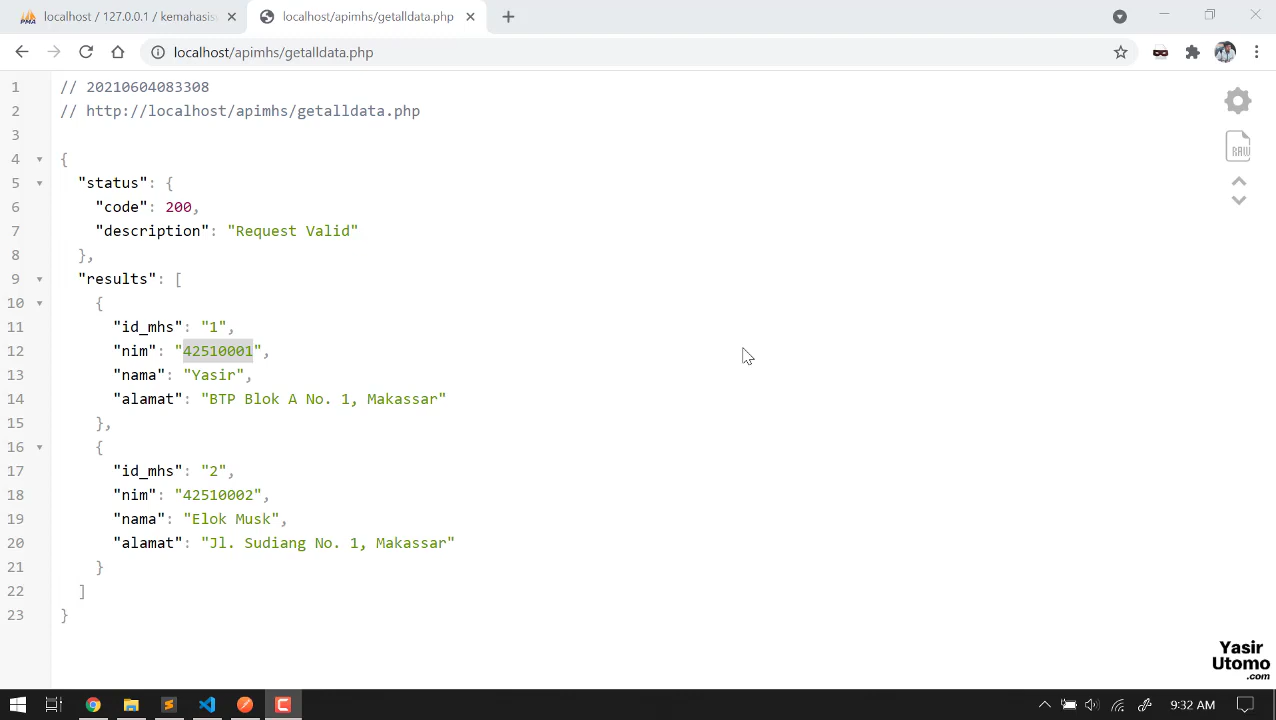 localhost / 127.0.0.1 / kemahasis
localhost/apimhs/getalldata.php
localhost/apimhs/getalldata.php
1 // 20210604083308
2 // http://localhost/apimhs/getalldata.php
3
4 {
5 "status": {
6 "code": 200,
7 "description": "Request Valid"
8 },
9 "results": [
10 {
11 "id_mhs": "1",
12 "nim": "42510001",
13 "nama": "Yasir",
14 "alamat": "BTP Blok A No. 1, Makassar"
15 },
16 {
17 "id_mhs": "2",
18 "nim": "42510002",
19 "nama": "Elok Musk",
20 "alamat": "Jl. Sudiang No. 1, Makassar"
21 }
22 ]
23 }
RAW
Yasir
Utomo
.com
9:32 AM